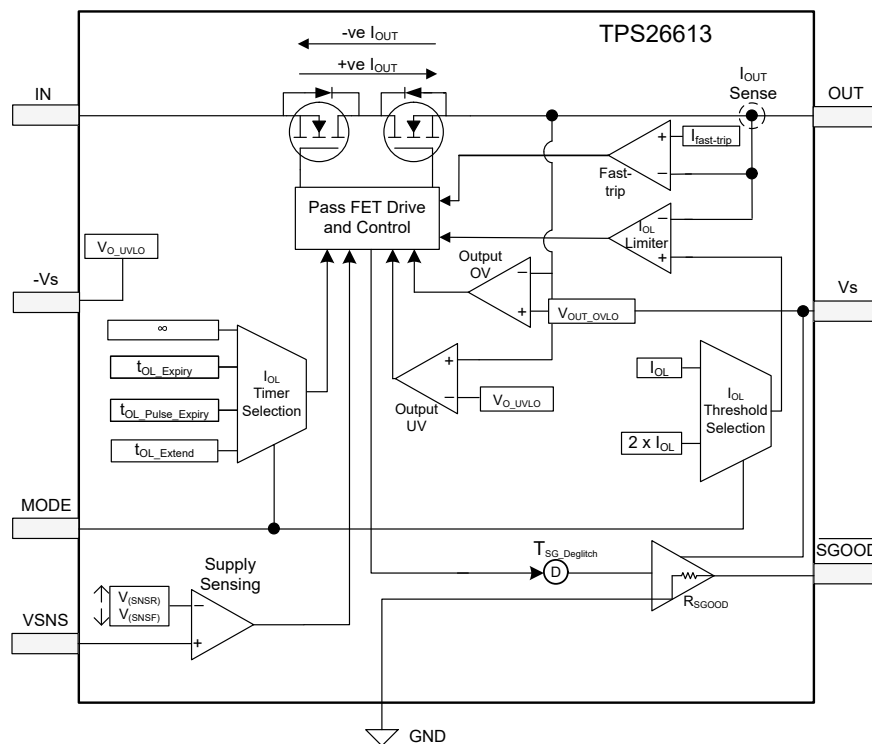 TPS26613
-ve IOUT
+ve IOUT
IOUT
Sense
IN
OUT
+
Ifast-trip
−
Fast-
trip
Pass FET Drive
and Control
−
IOL
Limiter
+
VO_UVLO
-Vs
Output
OV
−
+
VOUT_OVLO
Vs
∞
tOL_Expiry
tOL_Pulse_Expiry
tOL_Extend
IOL
Timer
Selection
+
−
Output
UV
VO_UVLO
IOL
2 x IOL
IOL
Threshold
Selection
MODE
TSG_Deglitch
D
RSGOOD
SGOOD
Supply
Sensing
V(SNSR)
V(SNSF)
−
+
VSNS
GND